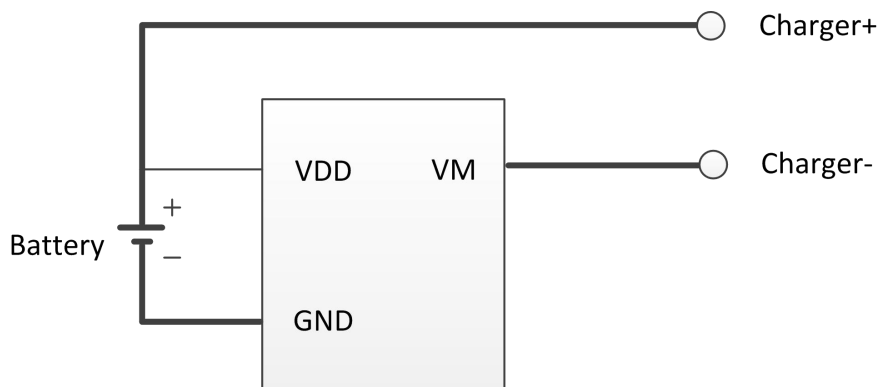 Charger+
VDD VM Charger-
+
Battery
−
GND